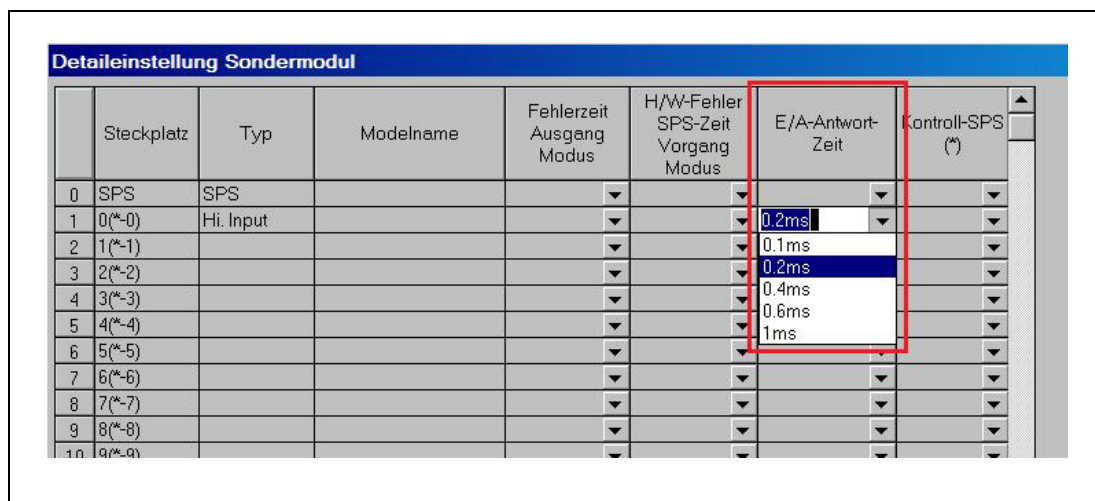 Detaileinstellung Sondermodul
Steckplatz Typ Modelname Fehlerzeit Ausgang Modus H/W-Fehler SPS-Zeit Vorgang Modus E/A-Antwort-Zeit Kontroll-SPS (*)
0 SPS SPS
1 0(*-0) Hi. Input 0.2ms
2 1(*-1) 0.1ms
3 2(*-2) 0.2ms
4 3(*-3) 0.4ms
5 4(*-4) 0.6ms
6 5(*-5) 1ms
7 6(*-6)
8 7(*-7)
9 8(*-8)
10 9(*-9)